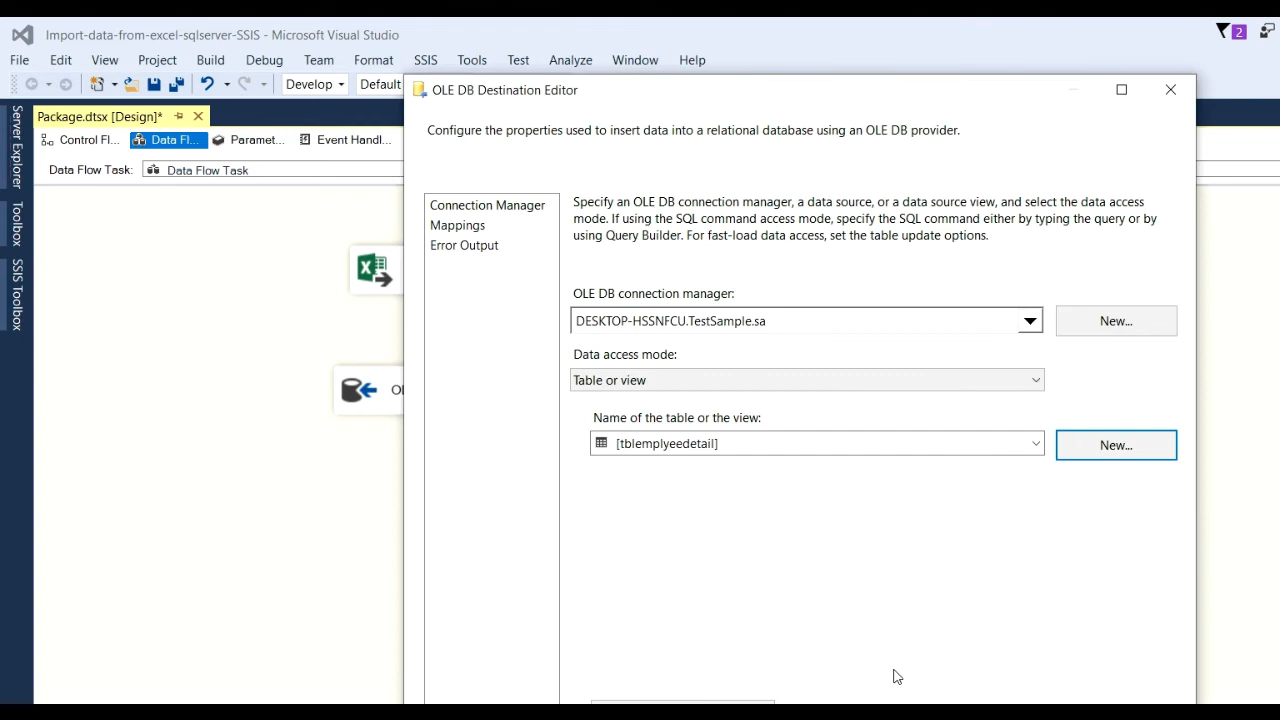 Import-data-from-excel-sqlserver-SSIS - Microsoft Visual Studio
2
File Edit View Project Build Debug Team Format SSIS Tools Test Analyze Window Help
Develop Default
OLE DB Destination Editor
Package.dtsx [Design]*
Configure the properties used to insert data into a relational database using an OLE DB provider.
Control Fl... Data Fl... Paramet... Event Handl...
Data Flow Task: Data Flow Task
Server Explorer
Toolbox
SSIS Toolbox
Connection Manager
Mappings
Error Output
Specify an OLE DB connection manager, a data source, or a data source view, and select the data access
mode. If using the SQL command access mode, specify the SQL command either by typing the query or by
using Query Builder. For fast-load data access, set the table update options.
OLE DB connection manager:
DESKTOP-HSSNFCU.TestSample.sa New...
Data access mode:
Table or view
OL
Name of the table or the view:
[tblemplyeedetail] New...